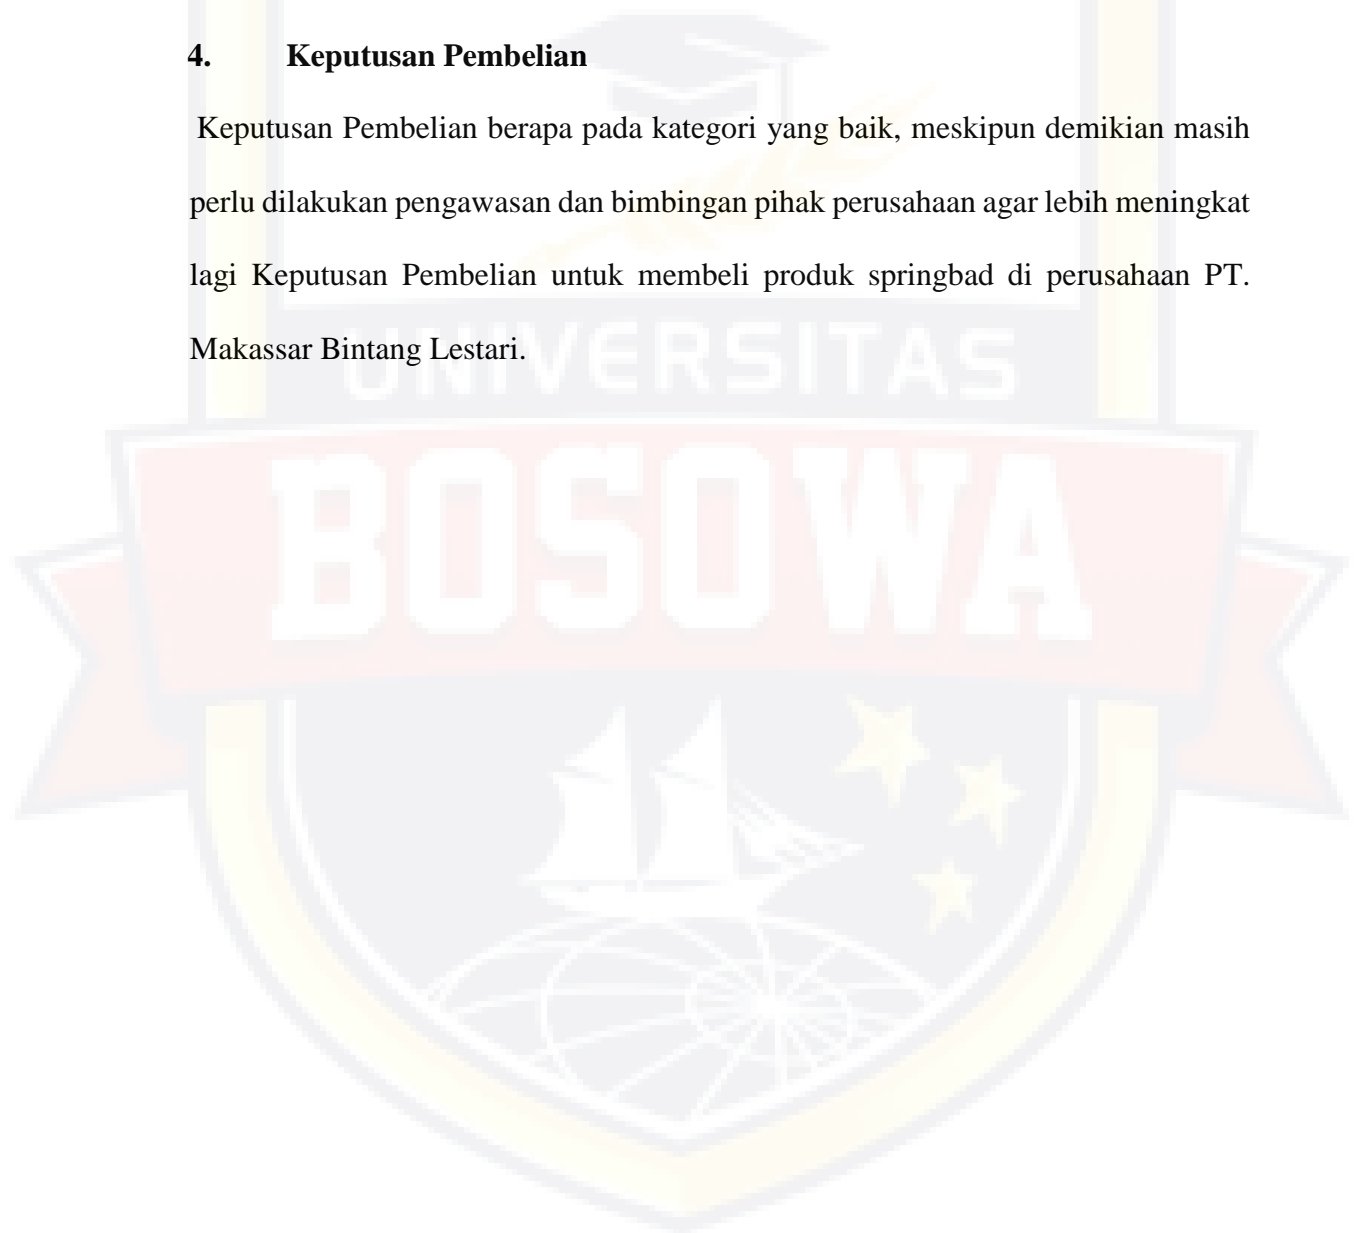 4. Keputusan Pembelian
Keputusan Pembelian berapa pada kategori yang baik, meskipun demikian masih
perlu dilakukan pengawasan dan bimbingan pihak perusahaan agar lebih meningkat
lagi Keputusan Pembelian untuk membeli produk springbad di perusahaan PT.
Makassar Bintang Lestari.
UNIVERSITAS
BOSOWA